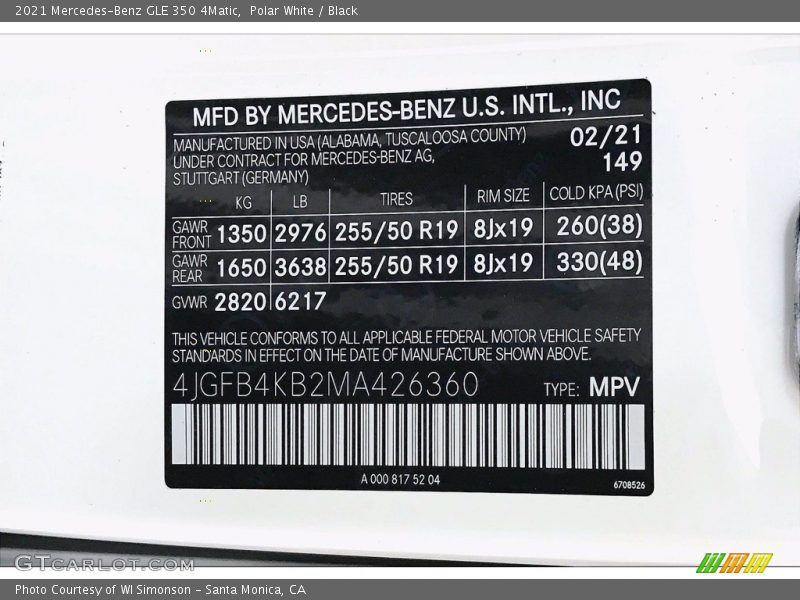 2021 Mercedes-Benz GLE 350 4Matic,  Polar White / Black
MFD BY MERCEDES-BENZ U.S. INTL., INC
MANUFACTURED IN USA (ALABAMA, TUSCALOOSA COUNTY) 02/21
UNDER CONTRACT FOR MERCEDES-BENZ AG, 149
STUTTGART (GERMANY)
KG LB TIRES RIM SIZE COLD KPA (PSI)
GAWR FRONT 1350 2976 255/50 R19 8Jx19 260(38)
GAWR REAR 1650 3638 255/50 R19 8Jx19 330(48)
GVWR 2820 6217
THIS VEHICLE CONFORMS TO ALL APPLICABLE FEDERAL MOTOR VEHICLE SAFETY
STANDARDS IN EFFECT ON THE DATE OF MANUFACTURE SHOWN ABOVE.
4JGFB4KB2MA426360 TYPE: MPV
A 000 817 52 04
6708526
GTCARLOT.COM
Photo Courtesy of WI Simonson - Santa Monica, CA